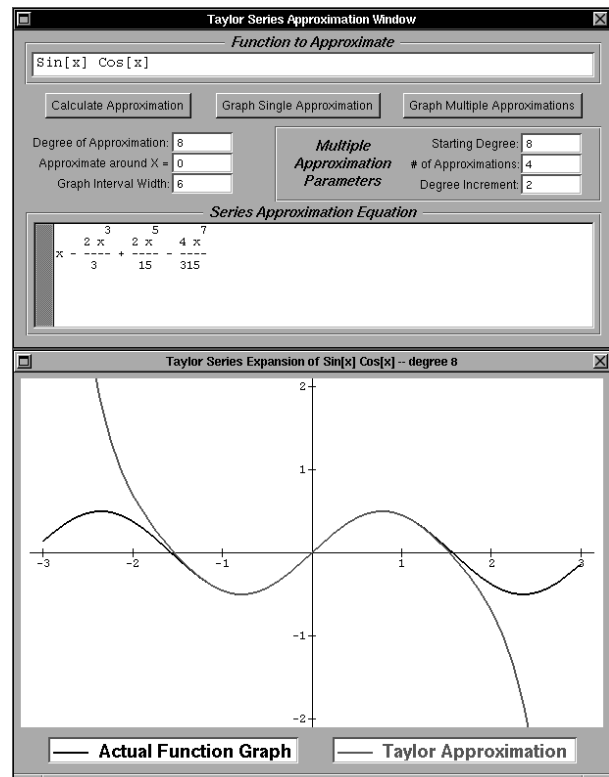 Taylor Series Approximation Window
Function to Approximate
Sin[x] Cos[x]
Calculate Approximation Graph Single Approximation Graph Multiple Approximations
Degree of Approximation: 8
Approximate around X = 0
Graph Interval Width: 6
Multiple Approximation Parameters
Starting Degree: 8
# of Approximations: 4
Degree Increment: 2
Series Approximation Equation
3 5 7
2 x 2 x 4 x
x - ---- + ---- - ----
3 15 315
Taylor Series Expansion of Sin[x] Cos[x] -- degree 8
2
1
-3 -2 -1 1 2 3
-1
-2
Actual Function Graph Taylor Approximation